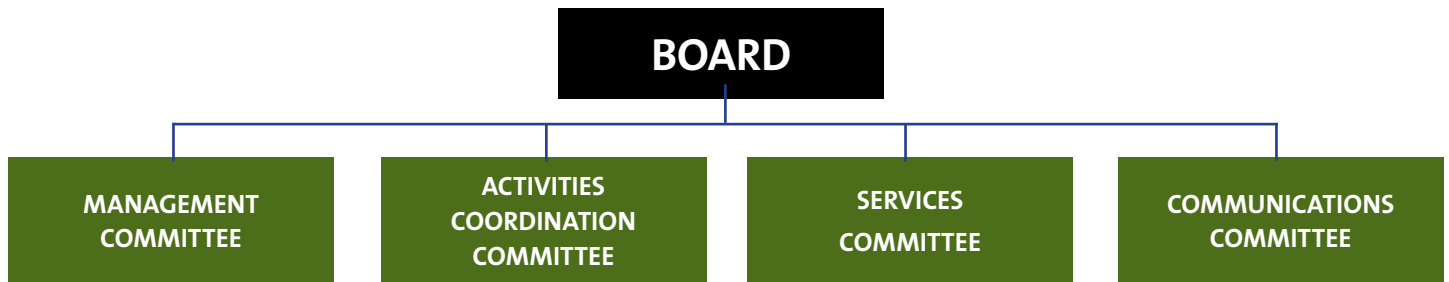 BOARD
MANAGEMENT
COMMITTEE
ACTIVITIES
COORDINATION
COMMITTEE
SERVICES
COMMITTEE
COMMUNICATIONS
COMMITTEE